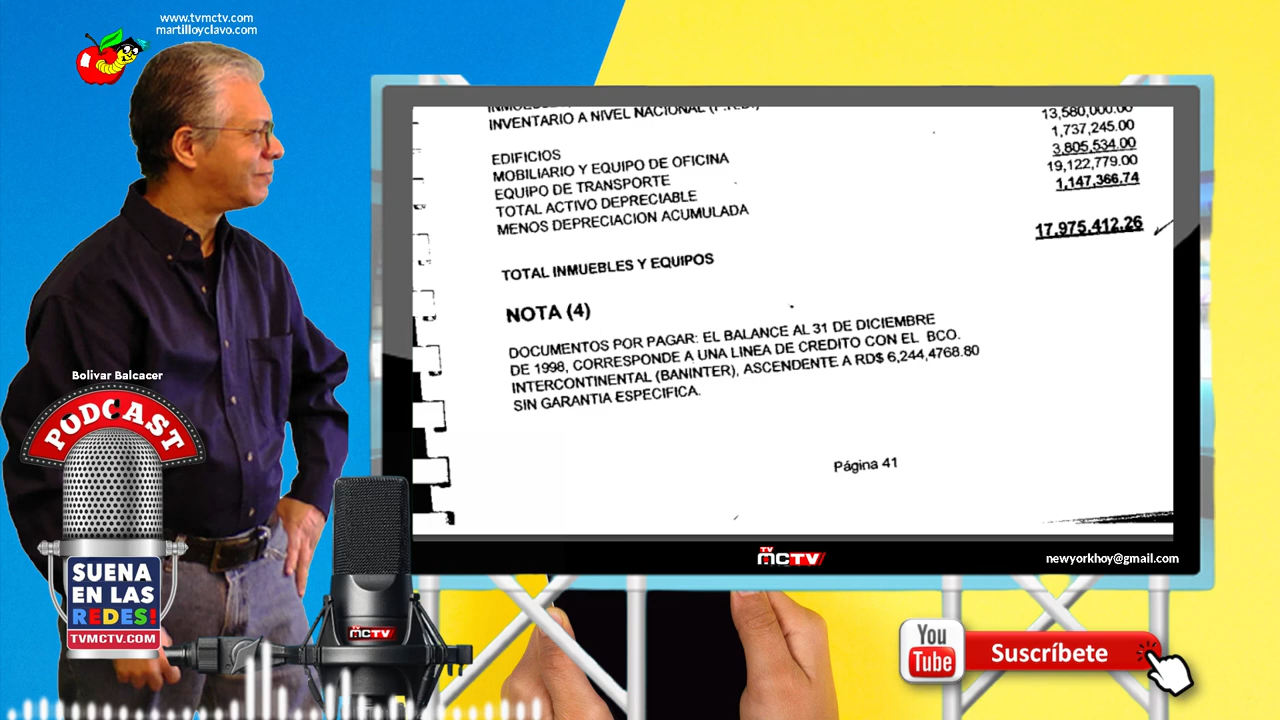 www.tvmctv.com
martilloyclavo.com
INVENTARIO A NIVEL NACIONAL (P.R.D.)
EDIFICIOS
MOBILIARIO Y EQUIPO DE OFICINA
EQUIPO DE TRANSPORTE
TOTAL ACTIVO DEPRECIABLE
MENOS DEPRECIACION ACUMULADA
13,580,000.00
1,737,245.00
3,805,534.00
19,122,779.00
1,147,366.74
17,975,412.26
TOTAL INMUEBLES Y EQUIPOS
NOTA (4)
DOCUMENTOS POR PAGAR: EL BALANCE AL 31 DE DICIEMBRE
DE 1998, CORRESPONDE A UNA LINEA DE CREDITO CON EL BCO.
INTERCONTINENTAL (BANINTER), ASCENDENTE A RD$ 6,244,4768.80
SIN GARANTIA ESPECIFICA.
Página 41
Bolivar Balcacer
PODCAST
SUENA
EN LAS
REDES!
TVMCTV.COM
TV
MCTV
TV
MCTV
newyorkhoy@gmail.com
You
Tube
Suscríbete